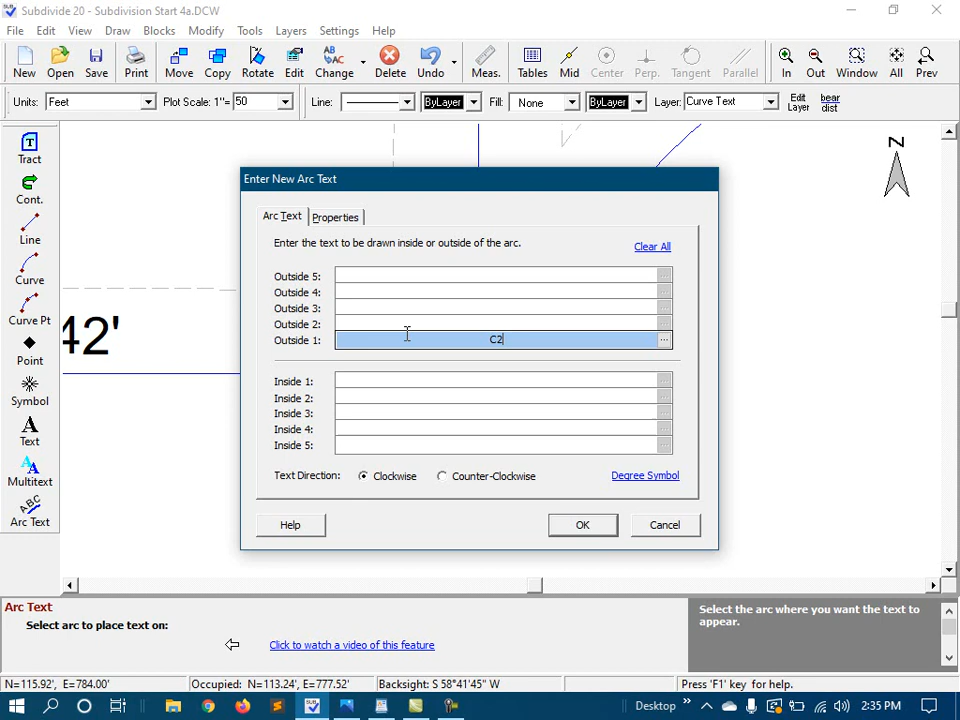 Subdivide 20 - Subdivision Start 4a.DCW
File Edit View Draw Blocks Modify Tools Layers Settings Help
New Open Save Print Move Copy Rotate Edit Change Delete Undo Meas. Tables Mid Center Perp. Tangent Parallel In Out Window All Prev
Units: Feet Plot Scale: 1"= 50 Line: ByLayer Fill: None ByLayer Layer: Curve Text Edit Layer bear dist
Tract
Cont.
Line
Curve
Curve Pt
Point
Symbol
Text
Multitext
Arc Text
42'
N
Enter New Arc Text
Arc Text Properties
Enter the text to be drawn inside or outside of the arc. Clear All
Outside 5:
Outside 4:
Outside 3:
Outside 2:
Outside 1: C2
Inside 1:
Inside 2:
Inside 3:
Inside 4:
Inside 5:
Text Direction: Clockwise Counter-Clockwise Degree Symbol
Help OK Cancel
Arc Text
Select arc to place text on:
Click to watch a video of this feature
Select the arc where you want the text to
appear.
N=115.92', E=784.00' Occupied: N=113.24', E=777.52' Backsight: S 58°41'45" W Press 'F1' key for help.
Desktop 2:35 PM